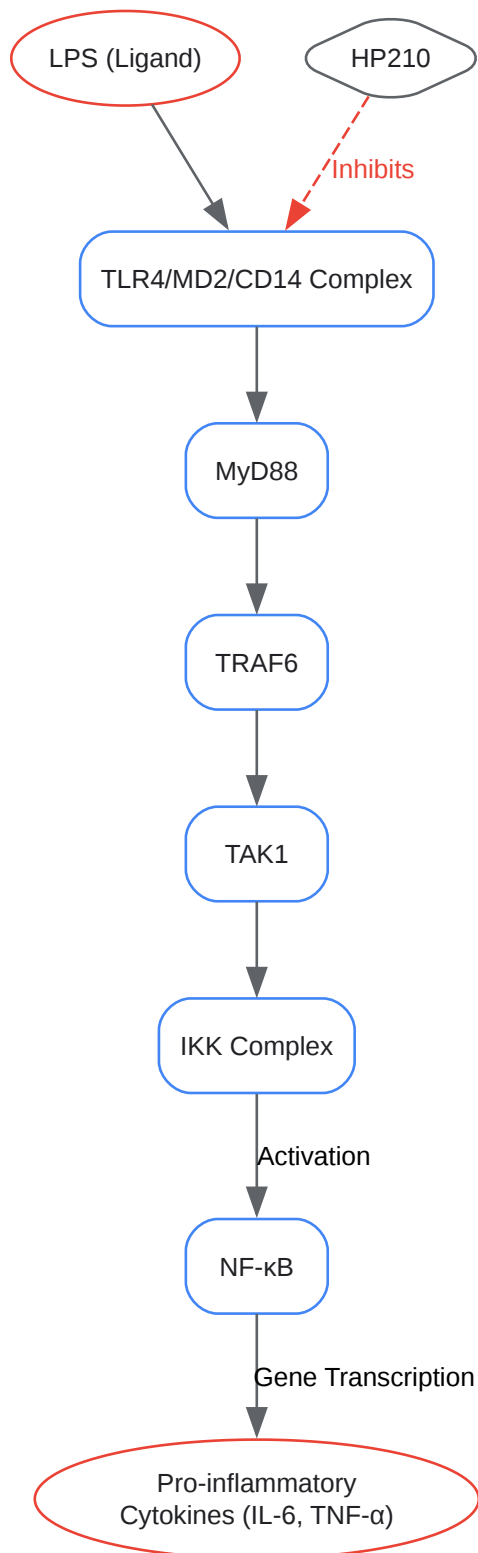 LPS (Ligand)
HP210
Inhibits
TLR4/MD2/CD14 Complex
MyD88
TRAF6
TAK1
IKK Complex
Activation
NF-κB
Gene Transcription
Pro-inflammatory
Cytokines (IL-6, TNF-α)